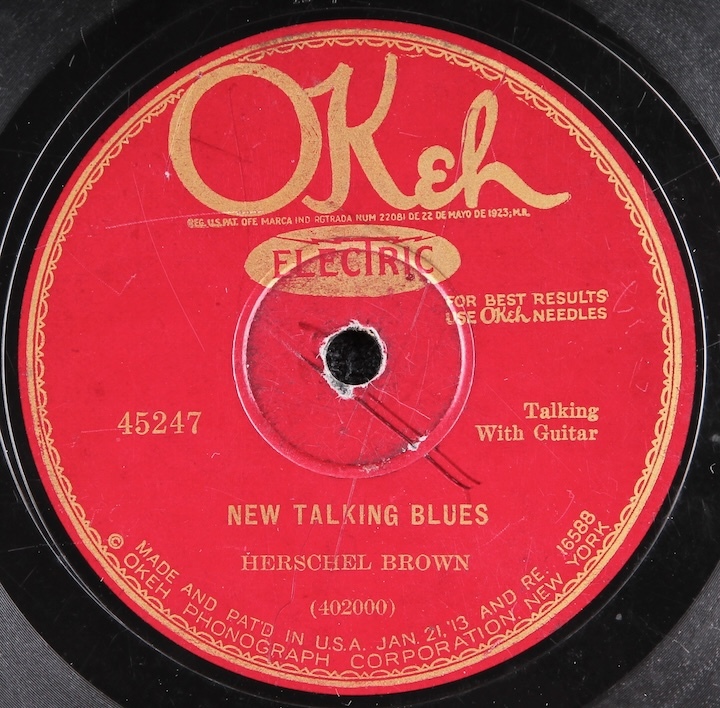 OKeh
REG. U.S. PAT. OFF. MARCA IND RGTRADA NUM 22081 DE 22 DE MAYO DE 1923; M.R.
ELECTRIC
FOR BEST RESULTS
USE OKeh NEEDLES
45247
Talking
With Guitar
NEW TALKING BLUES
HERSCHEL BROWN
(402000)
MADE AND PAT'D IN U.S.A. JAN. 21,'13 AND RE. 16588
© OKEH PHONOGRAPH CORPORATION, NEW YORK